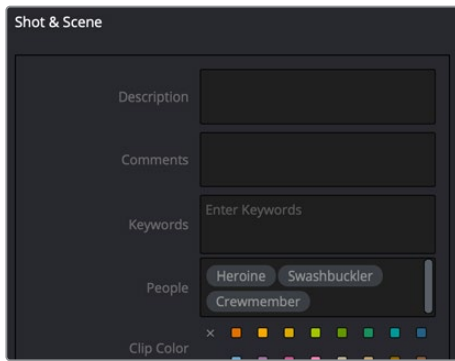 Shot & Scene
Description
Comments
Keywords
Enter Keywords
People
Heroine Swashbuckler
Crewmember
Clip Color